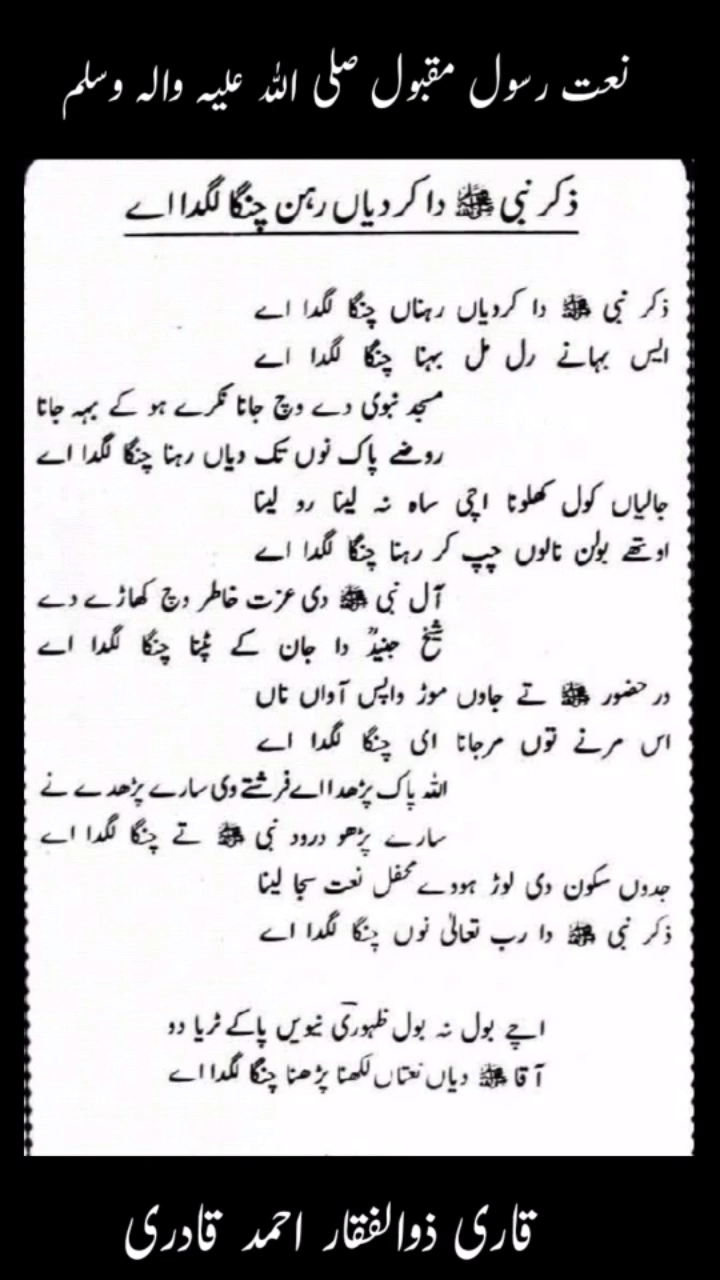 نعت رسول مقبول صلی اللہ علیہ والہ وسلم
ذکر نبی ﷺ دا کردیاں رہن چنگا لگدا اے
ذکر نبی ﷺ دا کردیاں رہناں چنگا لگدا اے
ایس بہانے رل مل بہنا چنگا لگدا اے
مسجد نبوی دے وچ جانا نکرے ہو کے بہہ جانا
روضے پاک نوں تک دیاں رہنا چنگا لگدا اے
جالیاں کول کھلونا اچی ساہ نہ لینا رو لینا
اوتھے بولن نالوں چپ کر رہنا چنگا لگدا اے
آل نبی ﷺ دی عزت خاطر وچ کھاڑے دے
شیخ جنیدؒ دا جان کے ٹہنا چنگا لگدا اے
در حضور ﷺ تے جاوں موڑ واپس آواں ناں
اس مرنے توں مرجانا ای چنگا لگدا اے
اللہ پاک پڑھدا اے فرشتے وی سارے پڑھدے نے
سارے پڑھو درود نبی ﷺ تے چنگا لگدا اے
جدوں سکون دی لوڑ ہووے محفل نعت سجا لینا
ذکر نبی ﷺ دا رب تعالیٰ نوں چنگا لگدا اے
اچے بول نہ بول ظہوری نیویں پاکے ٹریا دو
آقا ﷺ دیاں نعتاں لکھنا پڑھنا چنگا لگدا اے
قاری ذوالفقار احمد قادری